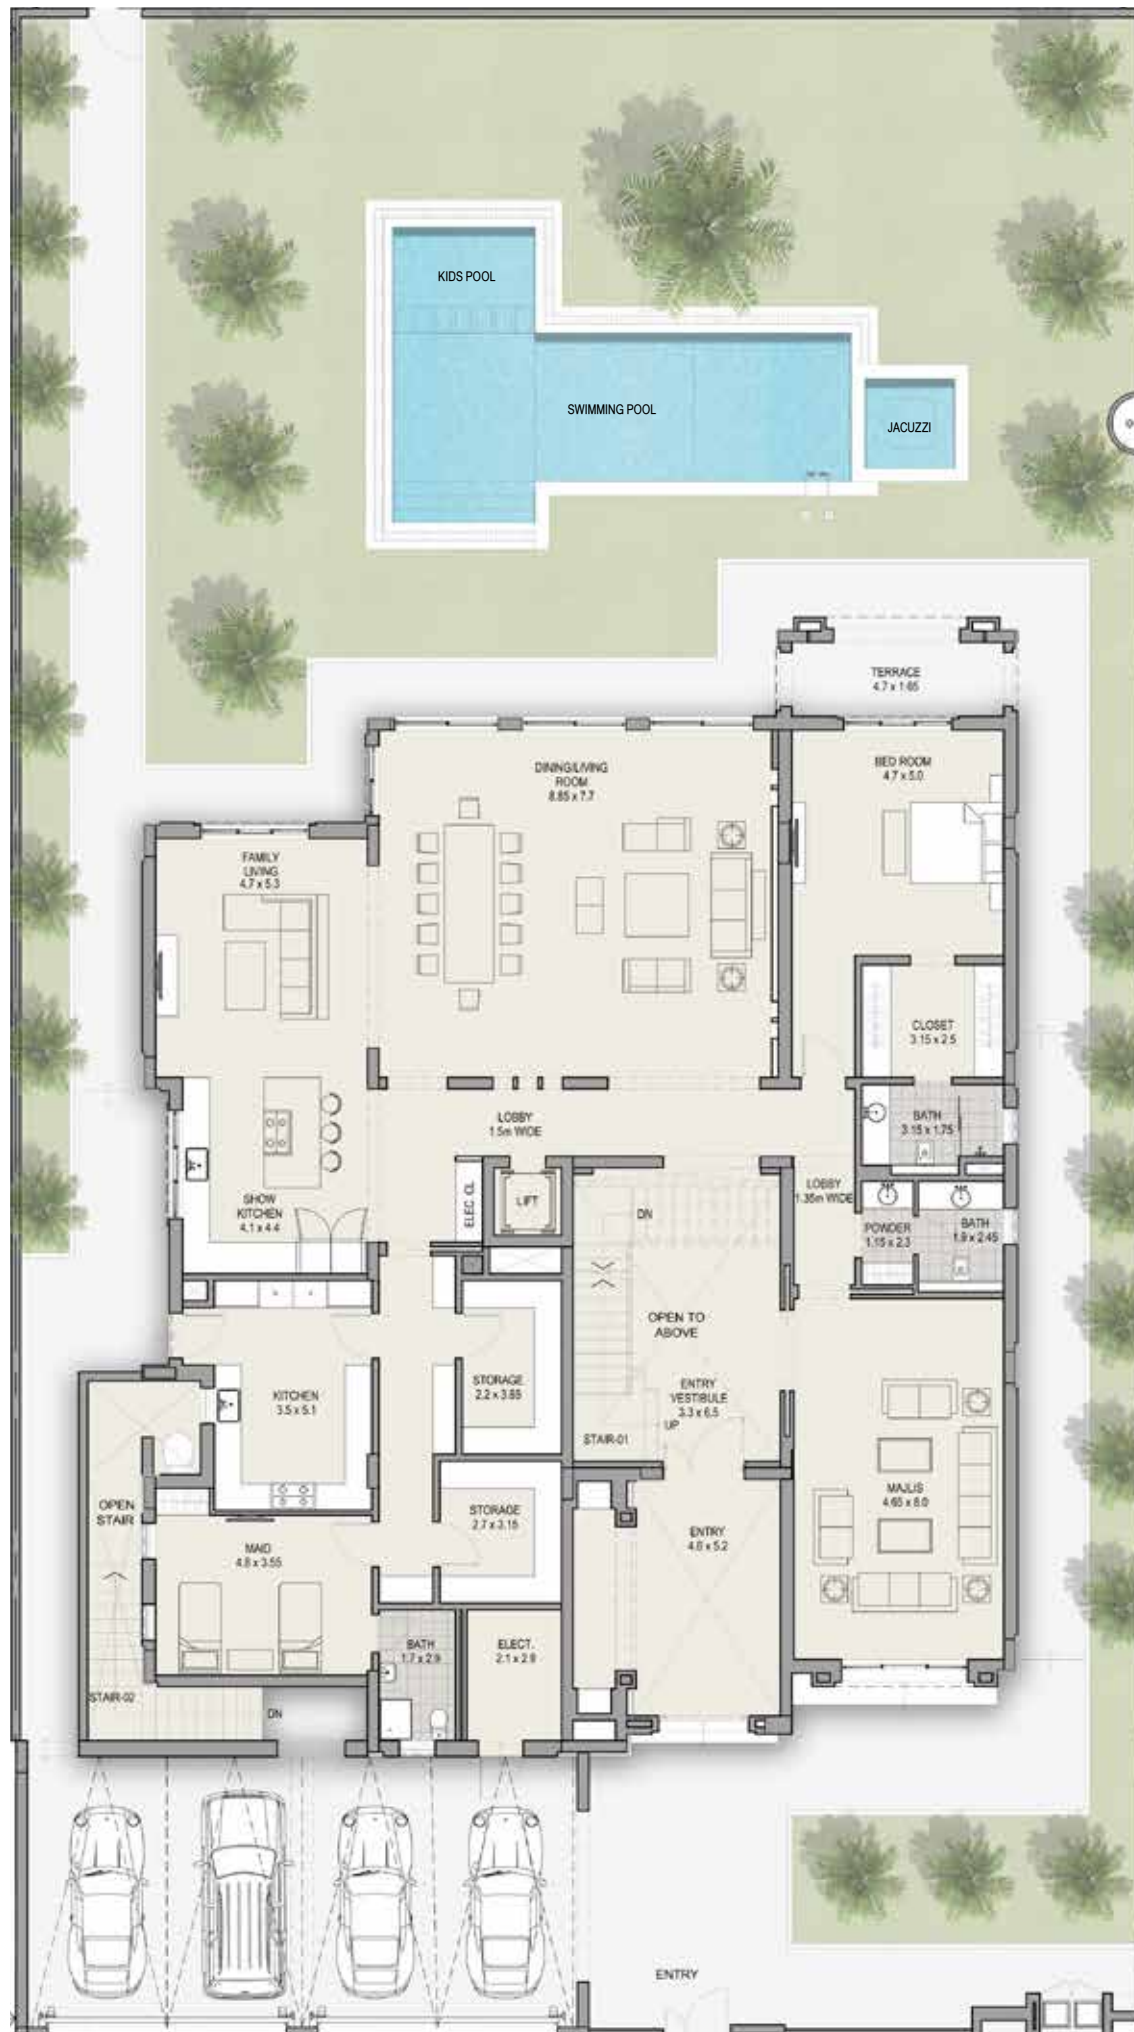 KIDS POOL
SWIMMING POOL
JACUZZI
TERRACE
4.7 x 1.65
DINING/LIVING
ROOM
8.85 x 7.7
BED ROOM
4.7 x 5.0
FAMILY
LIVING
4.7 x 5.3
CLOSET
3.15 x 2.5
BATH
3.15 x 1.75
LOBBY
1.5m WIDE
LOBBY
1.35m WIDE
SHOW
KITCHEN
4.1 x 4.4
ELEC. CL
LIFT
DN
POWDER
1.15 x 2.3
BATH
1.9 x 2.45
OPEN TO
ABOVE
STORAGE
2.2 x 3.65
KITCHEN
3.5 x 5.1
ENTRY
VESTIBULE
3.3 x 6.5
UP
STAIR-01
MAJLIS
4.65 x 8.0
OPEN
STAIR
STORAGE
2.7 x 3.15
ENTRY
4.0 x 5.2
MAID
4.8 x 3.55
BATH
1.7 x 2.9
ELECT.
2.1 x 2.9
STAIR-02
DN
ENTRY